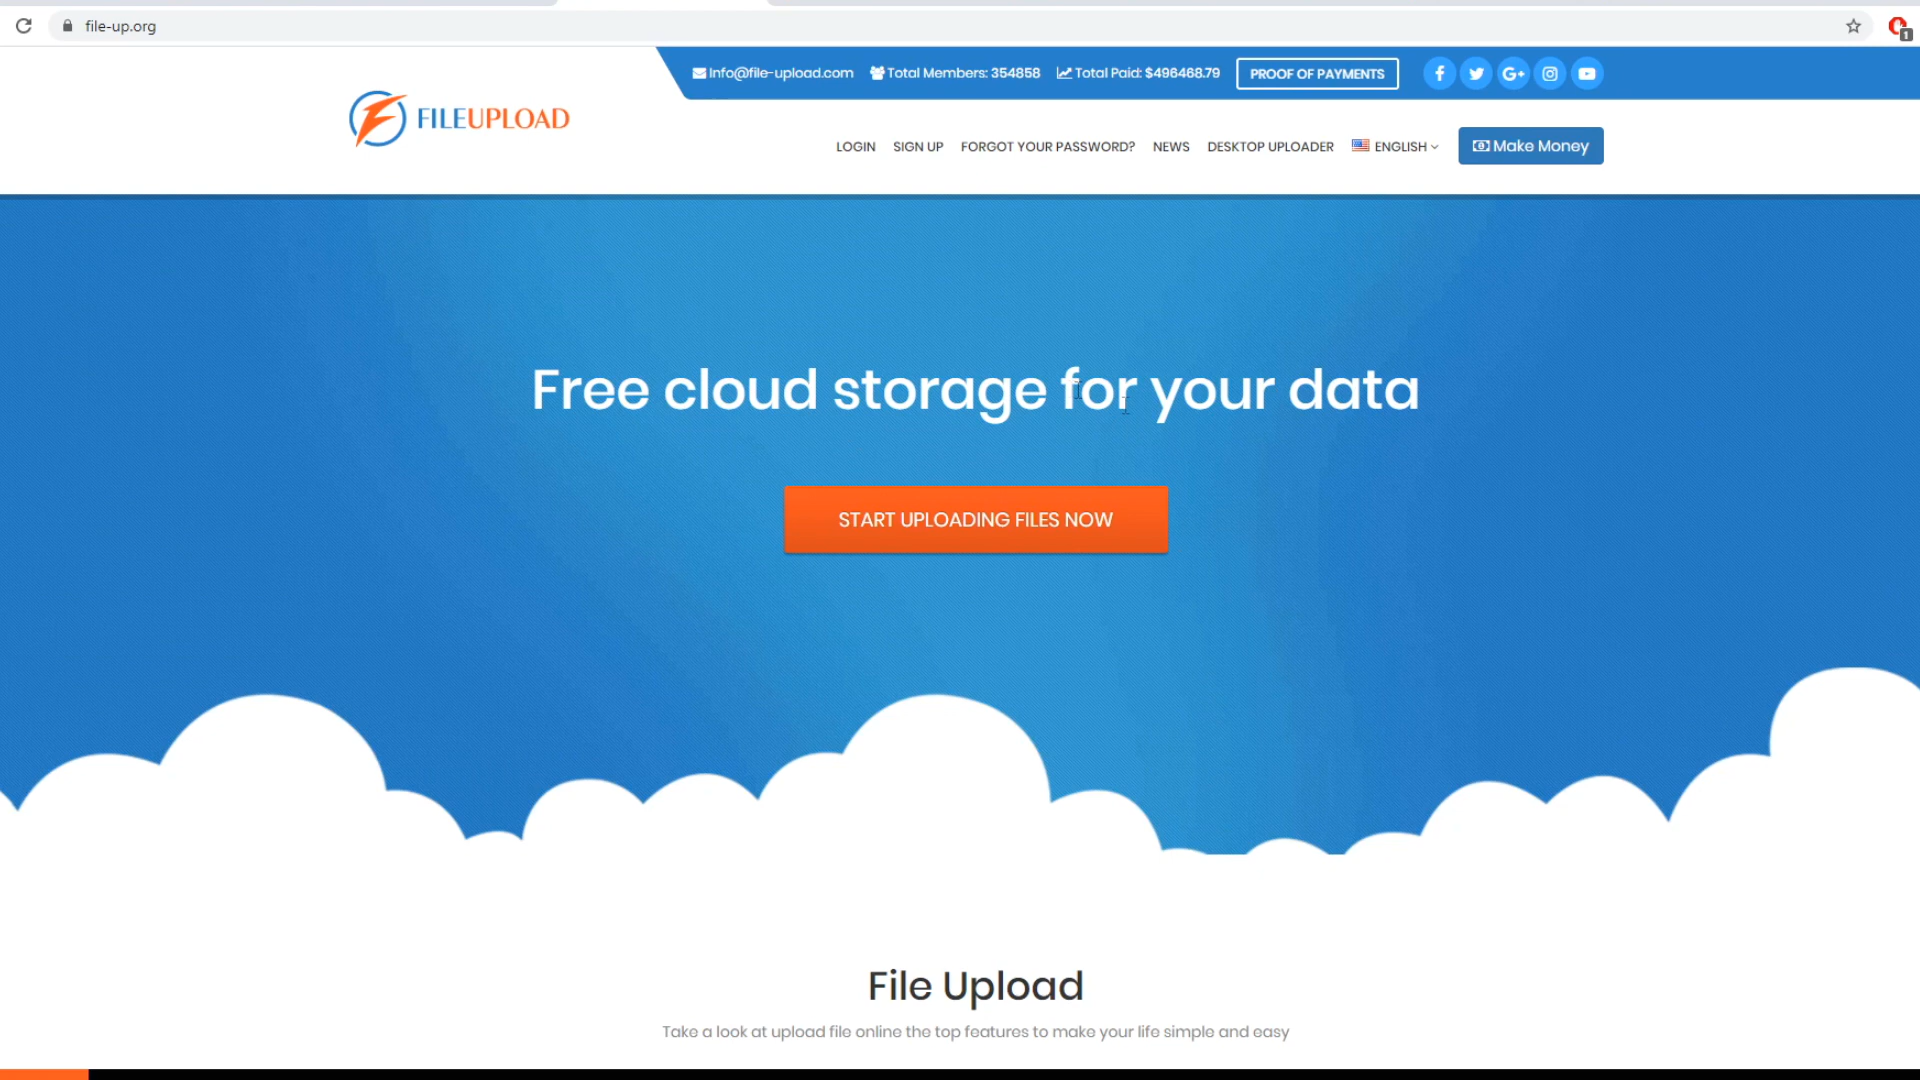 file-up.org
1
Info@file-upload.com Total Members: 354858 Total Paid: $496468.79 PROOF OF PAYMENTS
FILEUPLOAD
LOGIN SIGN UP FORGOT YOUR PASSWORD? NEWS DESKTOP UPLOADER ENGLISH Make Money
Free cloud storage for your data
START UPLOADING FILES NOW
File Upload
Take a look at upload file online the top features to make your life simple and easy